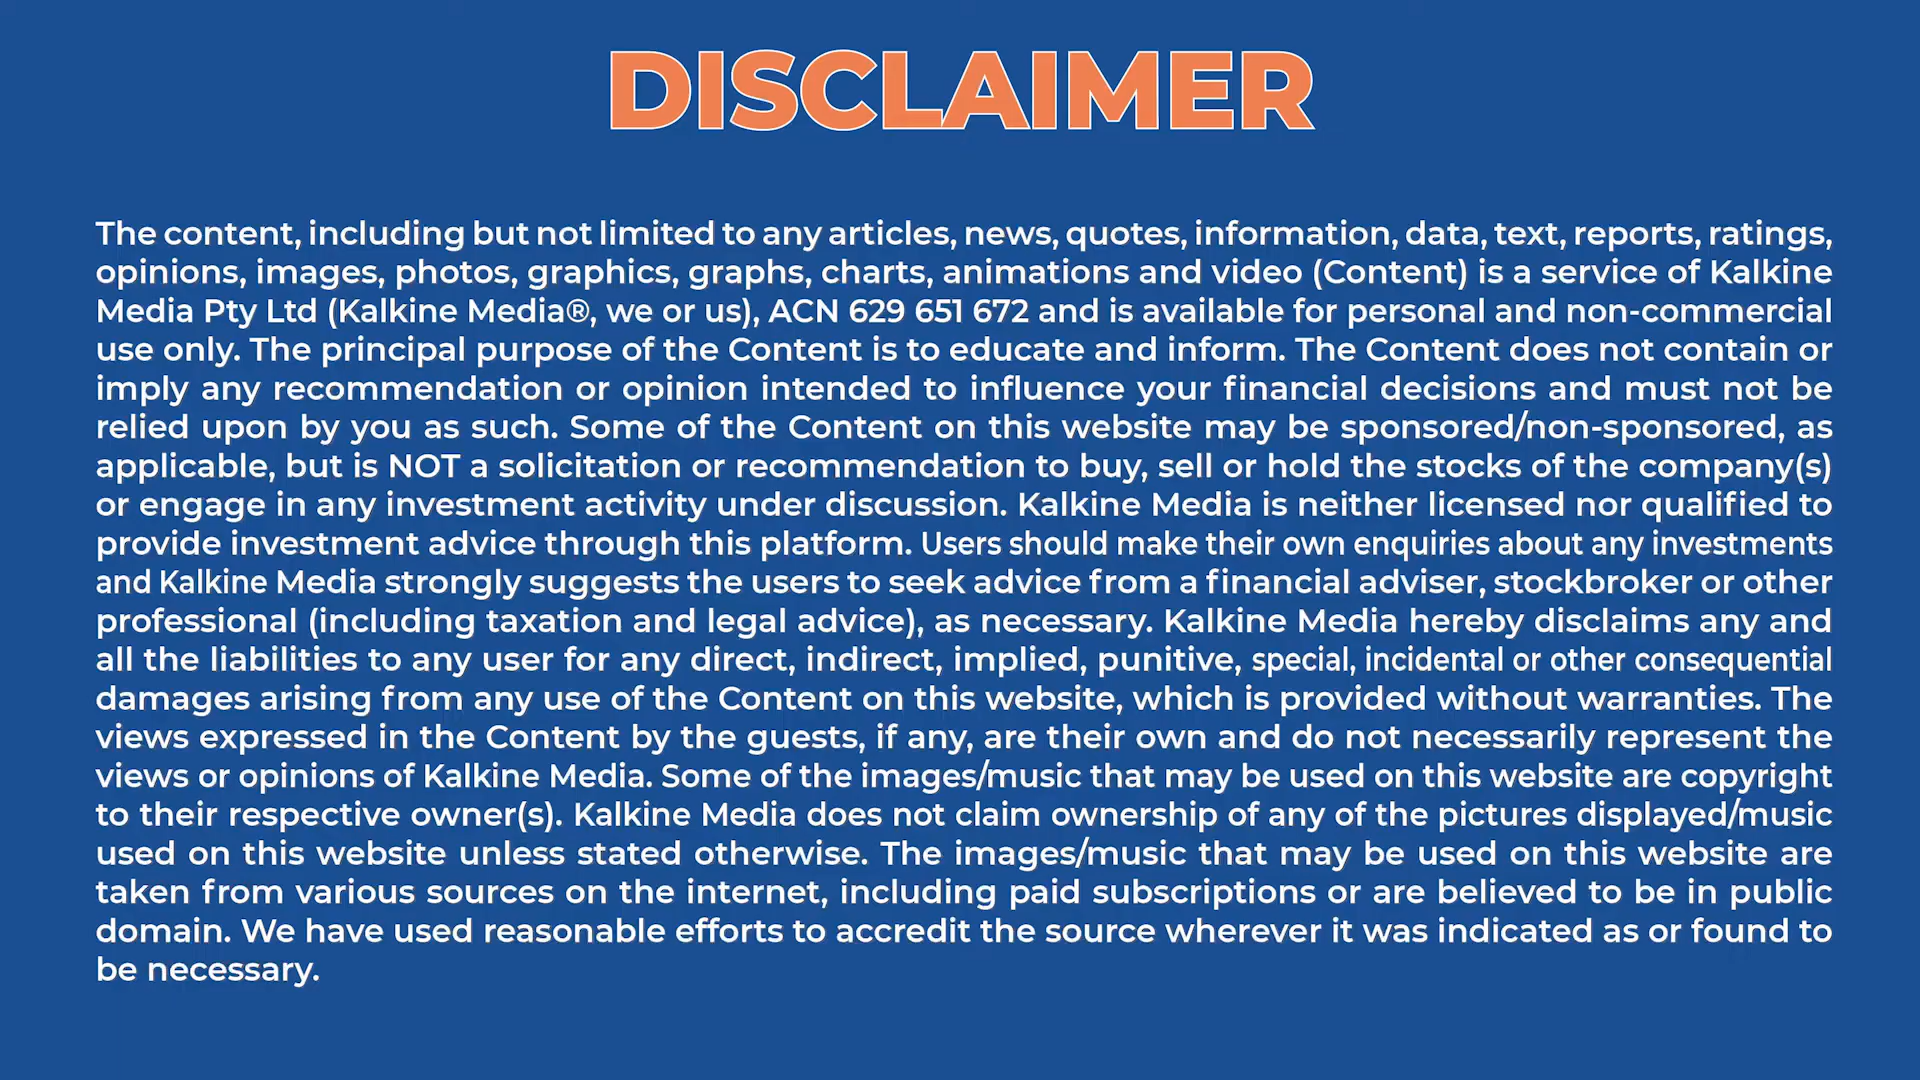 DISCLAIMER
The content, including but not limited to any articles, news, quotes, information, data, text, reports, ratings,
opinions, images, photos, graphics, graphs, charts, animations and video (Content) is a service of Kalkine
Media Pty Ltd (Kalkine Media®, we or us), ACN 629 651 672 and is available for personal and non-commercial
use only. The principal purpose of the Content is to educate and inform. The Content does not contain or
imply any recommendation or opinion intended to influence your financial decisions and must not be
relied upon by you as such. Some of the Content on this website may be sponsored/non-sponsored, as
applicable, but is NOT a solicitation or recommendation to buy, sell or hold the stocks of the company(s)
or engage in any investment activity under discussion. Kalkine Media is neither licensed nor qualified to
provide investment advice through this platform. Users should make their own enquiries about any investments
and Kalkine Media strongly suggests the users to seek advice from a financial adviser, stockbroker or other
professional (including taxation and legal advice), as necessary. Kalkine Media hereby disclaims any and
all the liabilities to any user for any direct, indirect, implied, punitive, special, incidental or other consequential
damages arising from any use of the Content on this website, which is provided without warranties. The
views expressed in the Content by the guests, if any, are their own and do not necessarily represent the
views or opinions of Kalkine Media. Some of the images/music that may be used on this website are copyright
to their respective owner(s). Kalkine Media does not claim ownership of any of the pictures displayed/music
used on this website unless stated otherwise. The images/music that may be used on this website are
taken from various sources on the internet, including paid subscriptions or are believed to be in public
domain. We have used reasonable efforts to accredit the source wherever it was indicated as or found to
be necessary.